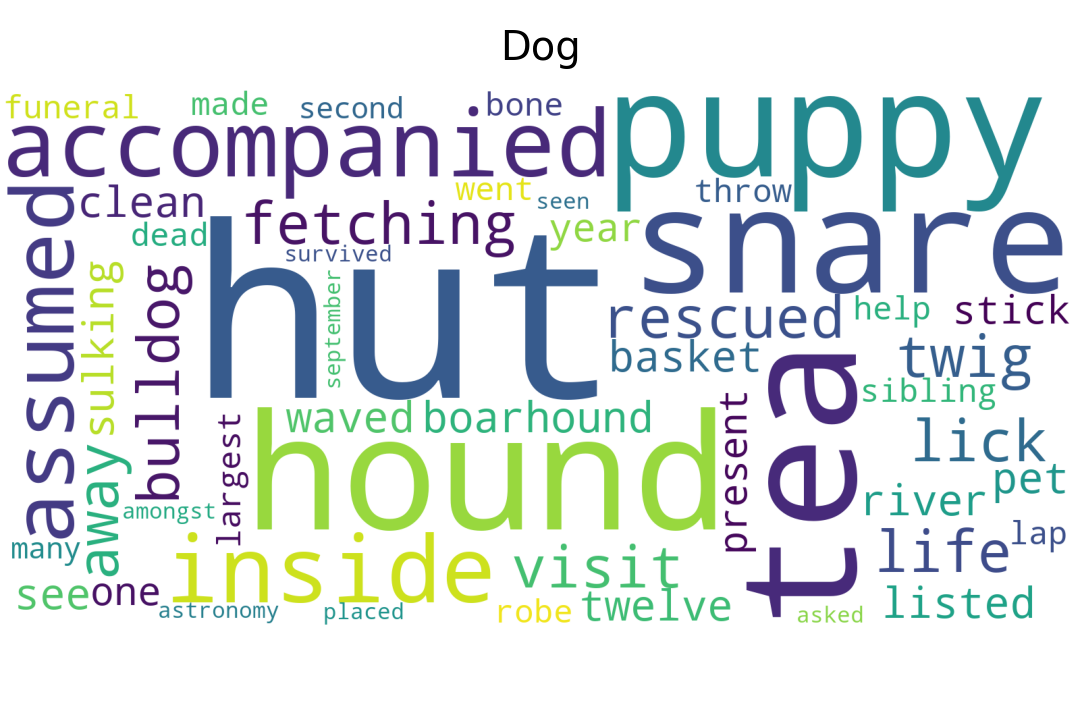 Dog
funeral
made
second
bone
puppy
accompanied
went
seen
throw
assumed
clean
fetching
year
snare
dead
survived
hut
september
sulking
bulldog
rescued
help
stick
basket
twig
sibling
tea
waved
boarhound
hound
largest
present
lick
pet
away
river
amongst
many
inside
visit
life
lap
see
one
astronomy
placed
robe
twelve
asked
listed